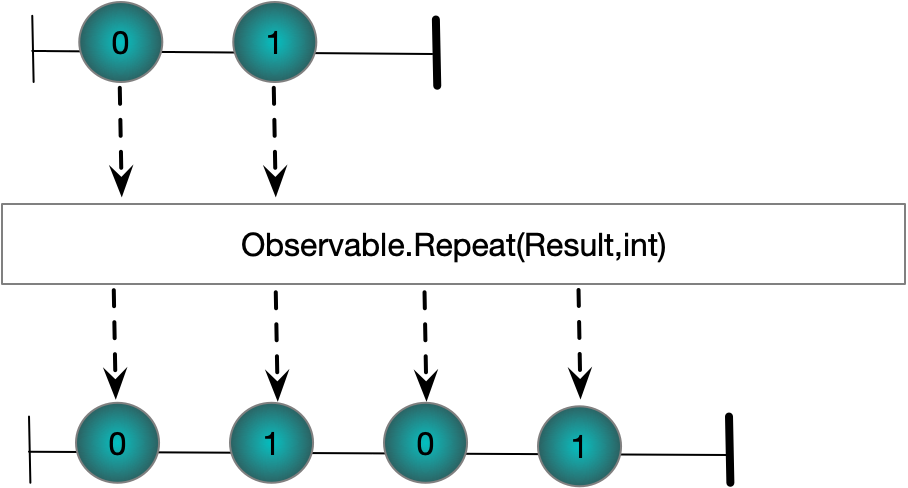 0 1
Observable.Repeat(Result,int)
0 1 0 1